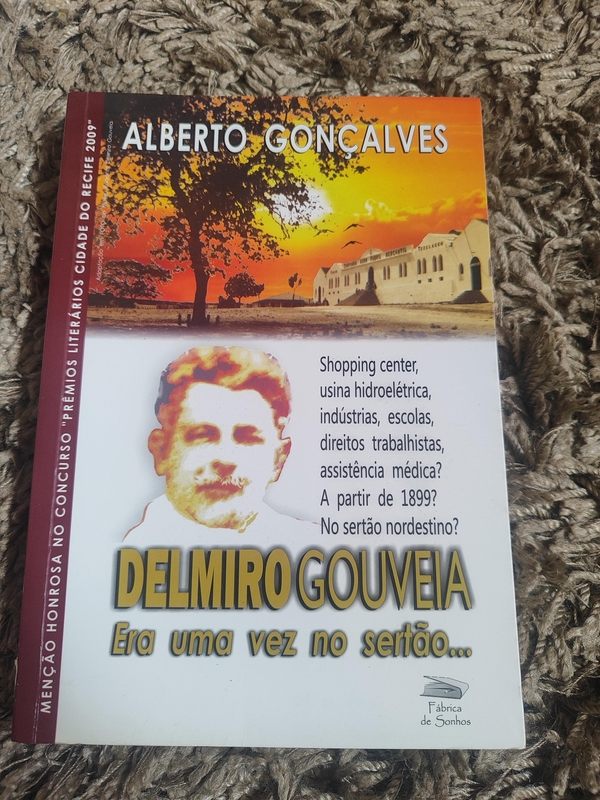 ALBERTO GONÇALVES
MENÇÃO HONROSA NO CONCURSO "PRÊMIOS LITERÁRIOS CIDADE DO RECIFE 2009"
Shopping center,
usina hidroelétrica,
indústrias, escolas,
direitos trabalhistas,
assistência médica?
A partir de 1899?
No sertão nordestino?
DELMIRO GOUVEIA
Era uma vez no sertão...
Fábrica
de Sonhos